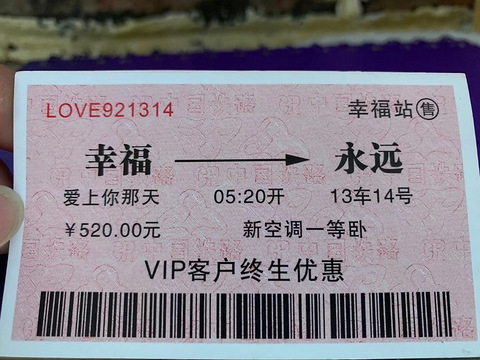 LOVE921314 幸福站㊝售
幸福 → 永远
爱上你那天 05:20开 13车14号
￥520.00元 新空调一等卧
VIP客户终生优惠